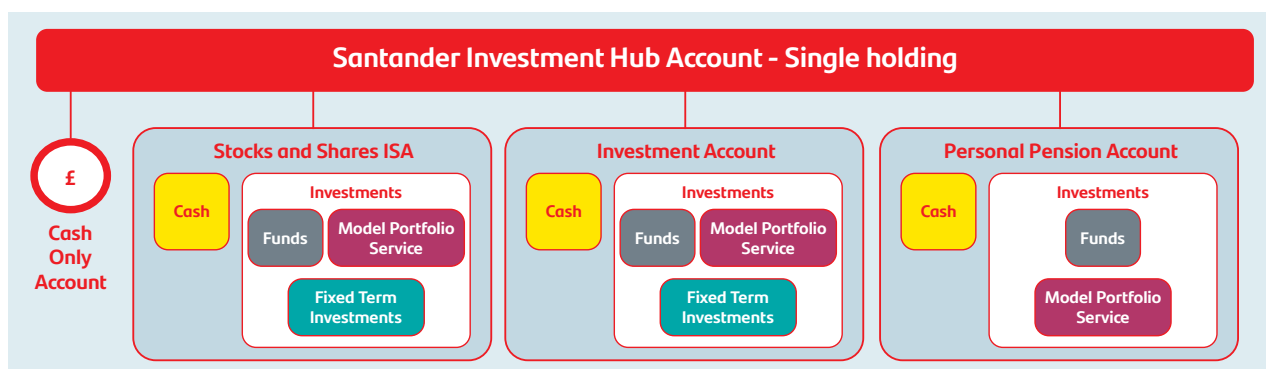 Santander Investment Hub Account - Single holding
£
Cash
Only
Account
Stocks and Shares ISA
Cash
Investments
Funds
Model Portfolio
Service
Fixed Term
Investments
Investment Account
Cash
Investments
Funds
Model Portfolio
Service
Fixed Term
Investments
Personal Pension Account
Cash
Investments
Funds
Model Portfolio
Service